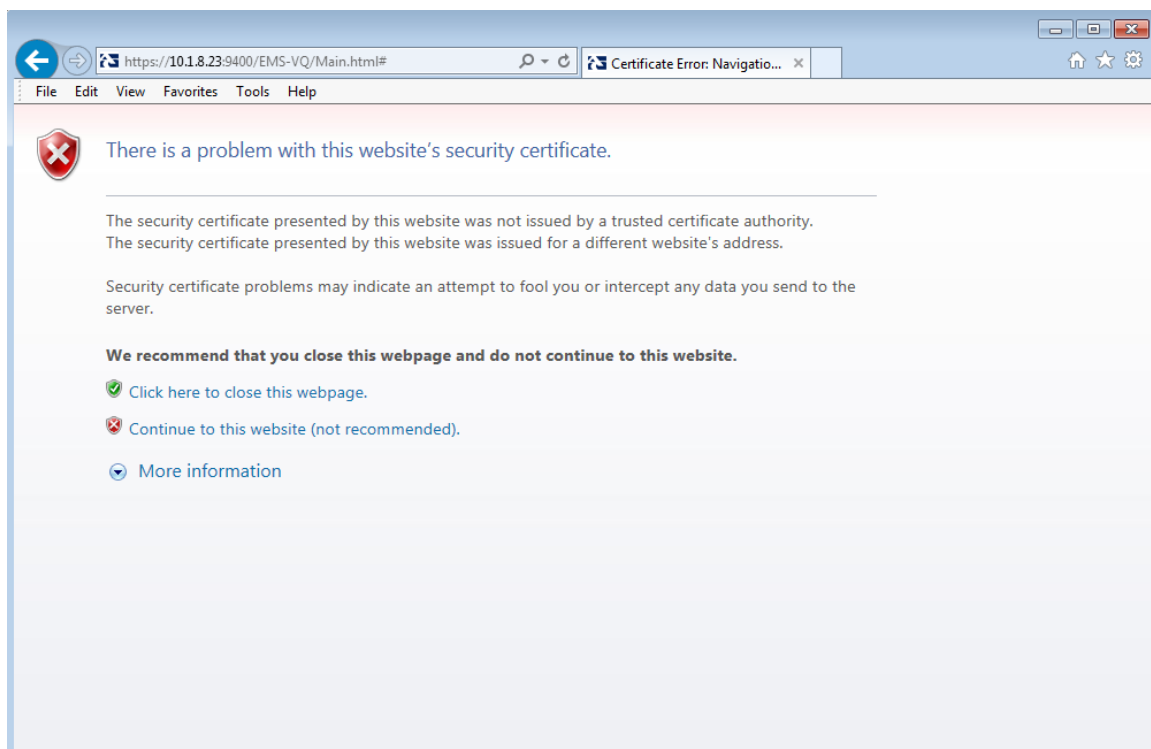 https://10.1.8.23:9400/EMS-VQ/Main.html#
Certificate Error: Navigatio...
File Edit View Favorites Tools Help
There is a problem with this website's security certificate.
The security certificate presented by this website was not issued by a trusted certificate authority.
The security certificate presented by this website was issued for a different website's address.
Security certificate problems may indicate an attempt to fool you or intercept any data you send to the
server.
We recommend that you close this webpage and do not continue to this website.
Click here to close this webpage.
Continue to this website (not recommended).
More information